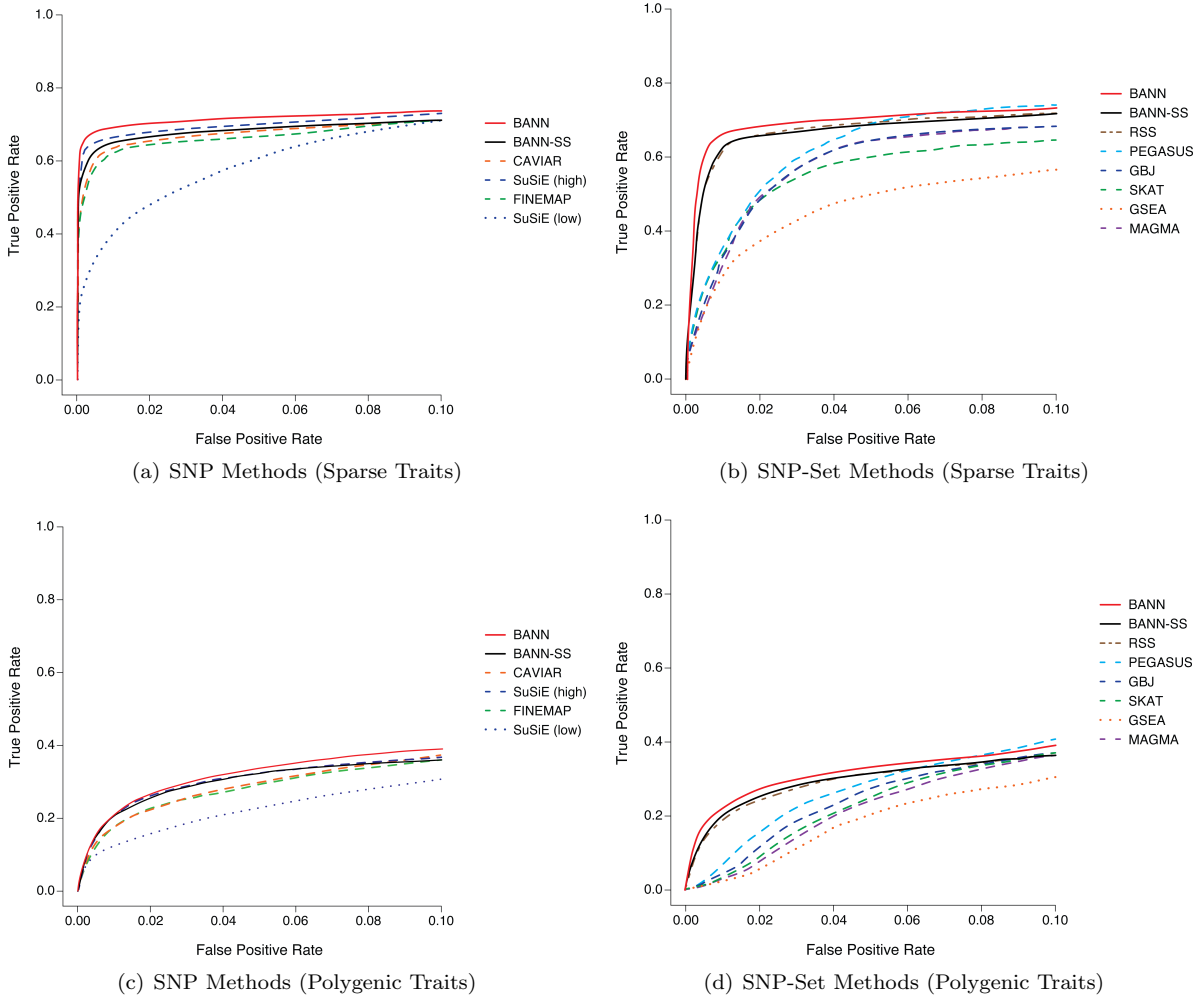 1.0
0.8
0.6
0.4
0.2
0.0
True Positive Rate
0.00 0.02 0.04 0.06 0.08 0.10
False Positive Rate
BANN
BANN-SS
CAVIAR
SuSiE (high)
FINEMAP
SuSiE (low)
(a) SNP Methods (Sparse Traits)
1.0
0.8
0.6
0.4
0.2
0.0
True Positive Rate
0.00 0.02 0.04 0.06 0.08 0.10
False Positive Rate
BANN
BANN-SS
RSS
PEGASUS
GBJ
SKAT
GSEA
MAGMA
(b) SNP-Set Methods (Sparse Traits)
1.0
0.8
0.6
0.4
0.2
0.0
True Positive Rate
0.00 0.02 0.04 0.06 0.08 0.10
False Positive Rate
BANN
BANN-SS
CAVIAR
SuSiE (high)
FINEMAP
SuSiE (low)
(c) SNP Methods (Polygenic Traits)
1.0
0.8
0.6
0.4
0.2
0.0
True Positive Rate
0.00 0.02 0.04 0.06 0.08 0.10
False Positive Rate
BANN
BANN-SS
RSS
PEGASUS
GBJ
SKAT
GSEA
MAGMA
(d) SNP-Set Methods (Polygenic Traits)